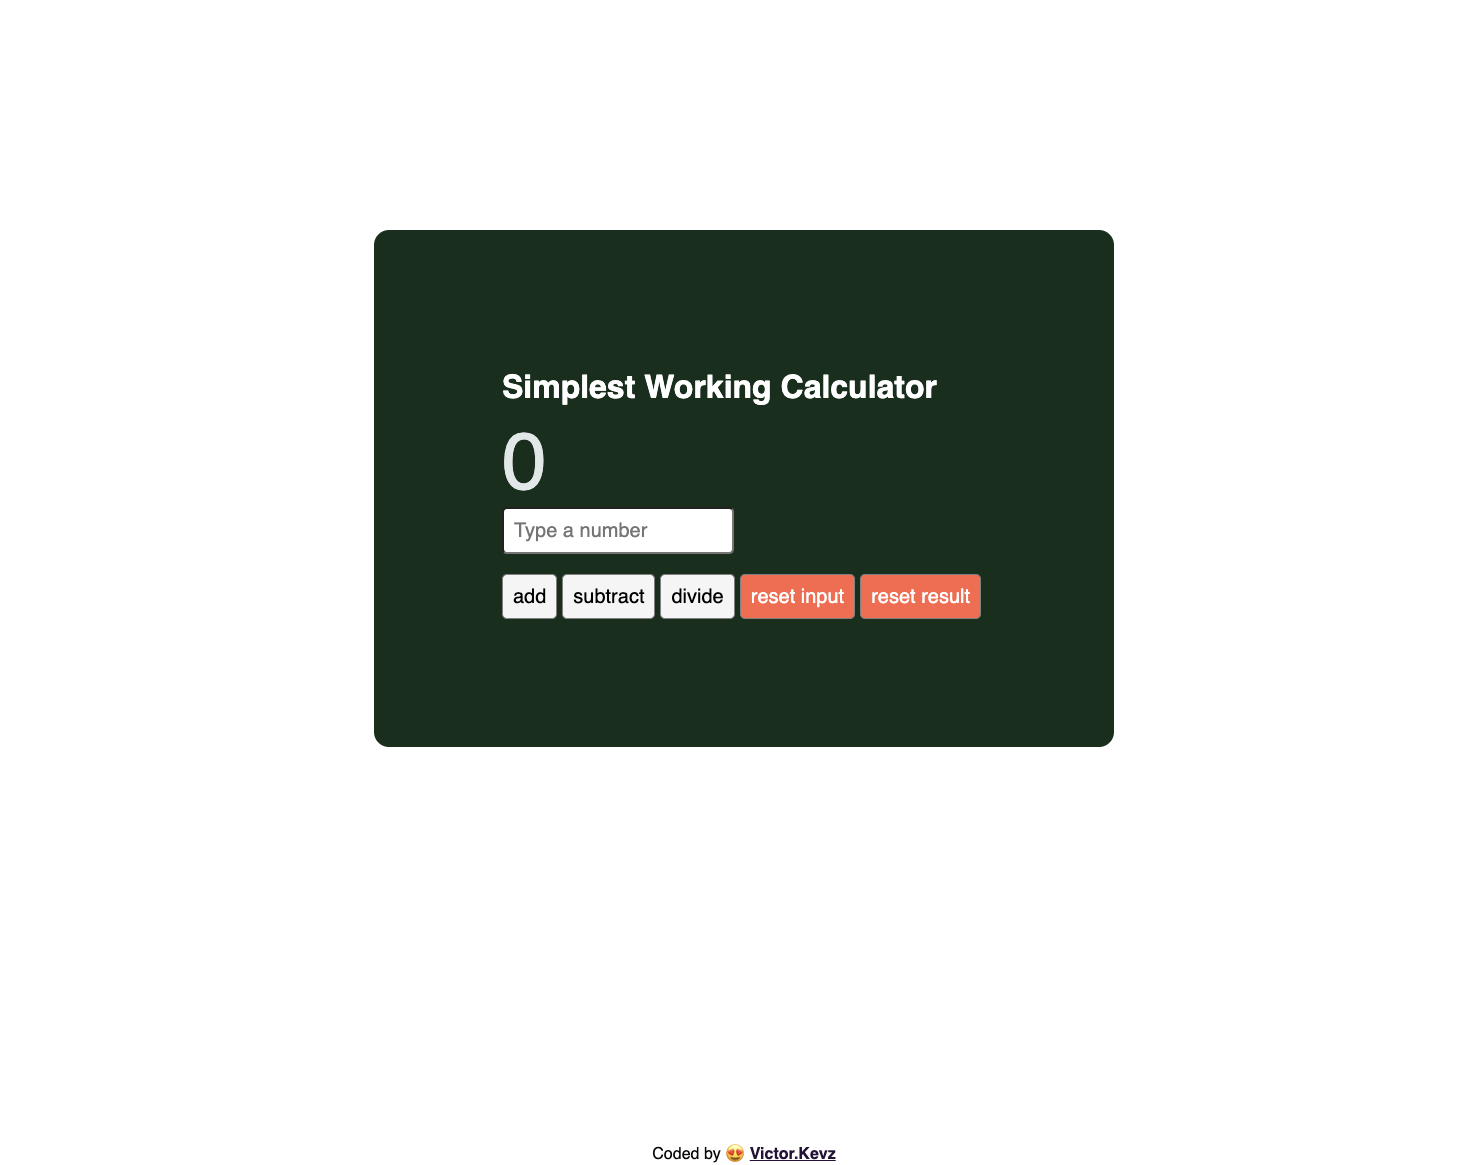 Simplest Working Calculator
0
Type a number
add subtract divide reset input reset result
Coded by 😍 Victor.Kevz